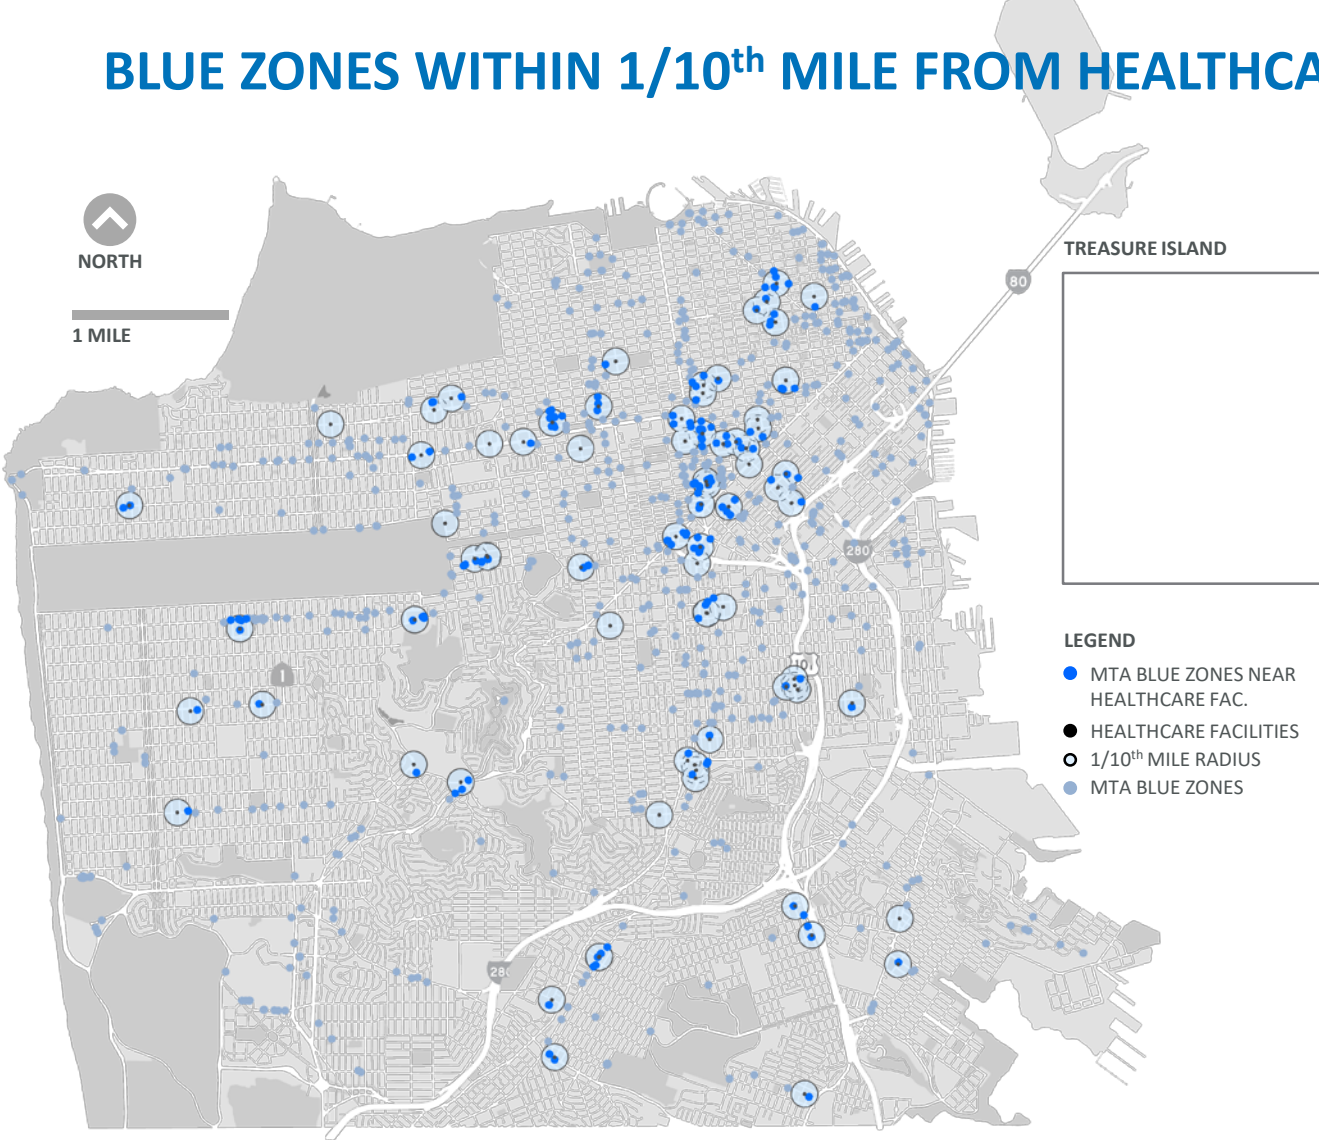 BLUE ZONES WITHIN 1/10th MILE FROM HEALTHCA
NORTH
1 MILE
80
TREASURE ISLAND
280
LEGEND
MTA BLUE ZONES NEAR
HEALTHCARE FAC.
HEALTHCARE FACILITIES
1/10th MILE RADIUS
MTA BLUE ZONES
1
280